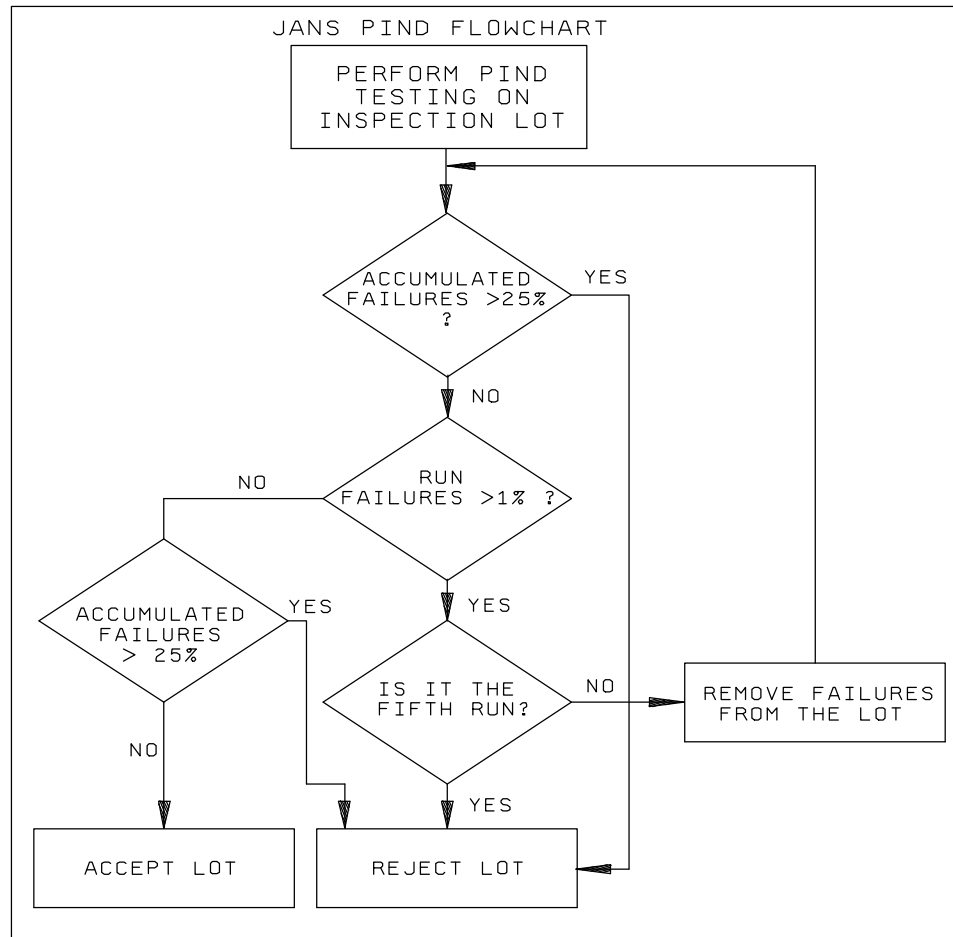 JANS PIND FLOWCHART
PERFORM PIND
TESTING ON
INSPECTION LOT
ACCUMULATED
FAILURES >25%
?
YES
NO
RUN
FAILURES >1% ?
NO
YES
ACCUMULATED
FAILURES
> 25%
YES
NO
IS IT THE
FIFTH RUN?
NO
YES
REMOVE FAILURES
FROM THE LOT
ACCEPT LOT
REJECT LOT